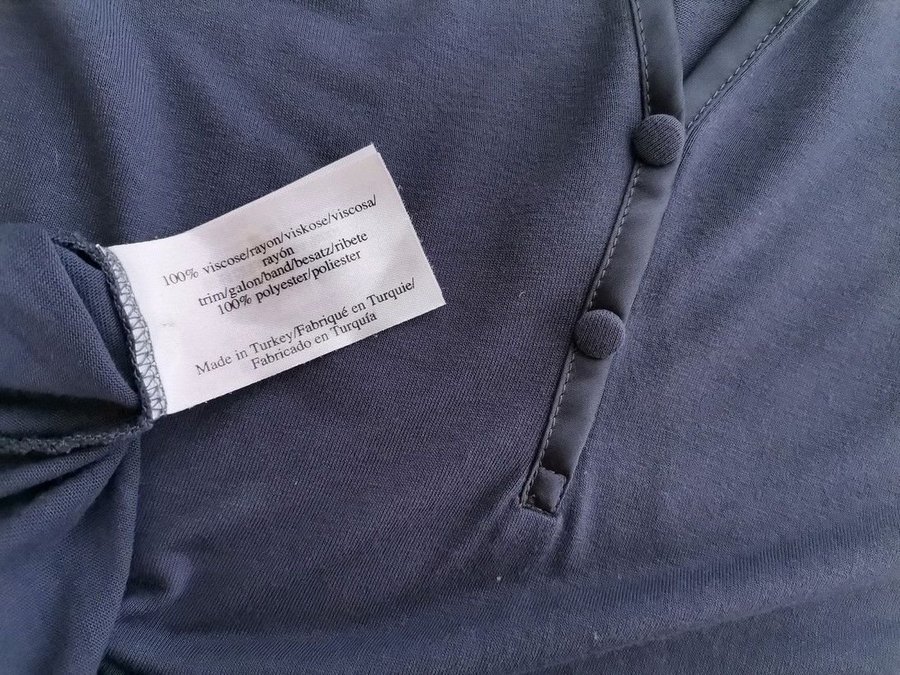 100% viscose/rayon/viskose/viscosa/
rayón
trim/galon/band/besatz/ribete
100% polyester/poliester
Made in Turkey/Fabriqué en Turquie/
Fabricado en Turquía